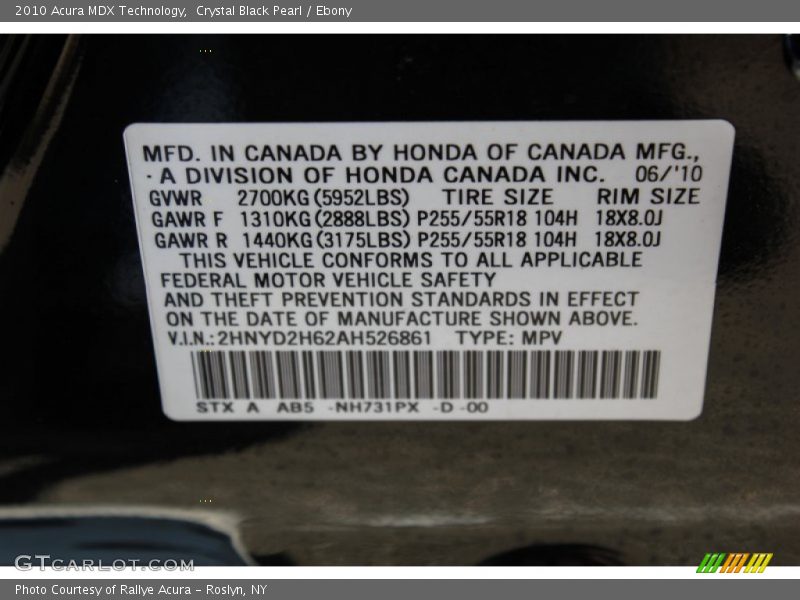 2010 Acura MDX Technology, Crystal Black Pearl / Ebony
MFD. IN CANADA BY HONDA OF CANADA MFG.,
· A DIVISION OF HONDA CANADA INC. 06/'10
GVWR 2700KG (5952LBS) TIRE SIZE RIM SIZE
GAWR F 1310KG (2888LBS) P255/55R18 104H 18X8.0J
GAWR R 1440KG (3175LBS) P255/55R18 104H 18X8.0J
THIS VEHICLE CONFORMS TO ALL APPLICABLE
FEDERAL MOTOR VEHICLE SAFETY
AND THEFT PREVENTION STANDARDS IN EFFECT
ON THE DATE OF MANUFACTURE SHOWN ABOVE.
V.I.N.: 2HNYD2H62AH526861 TYPE: MPV
STX A AB5 -NH731PX -D -00
GTCARLOT.COM
Photo Courtesy of Rallye Acura – Roslyn, NY